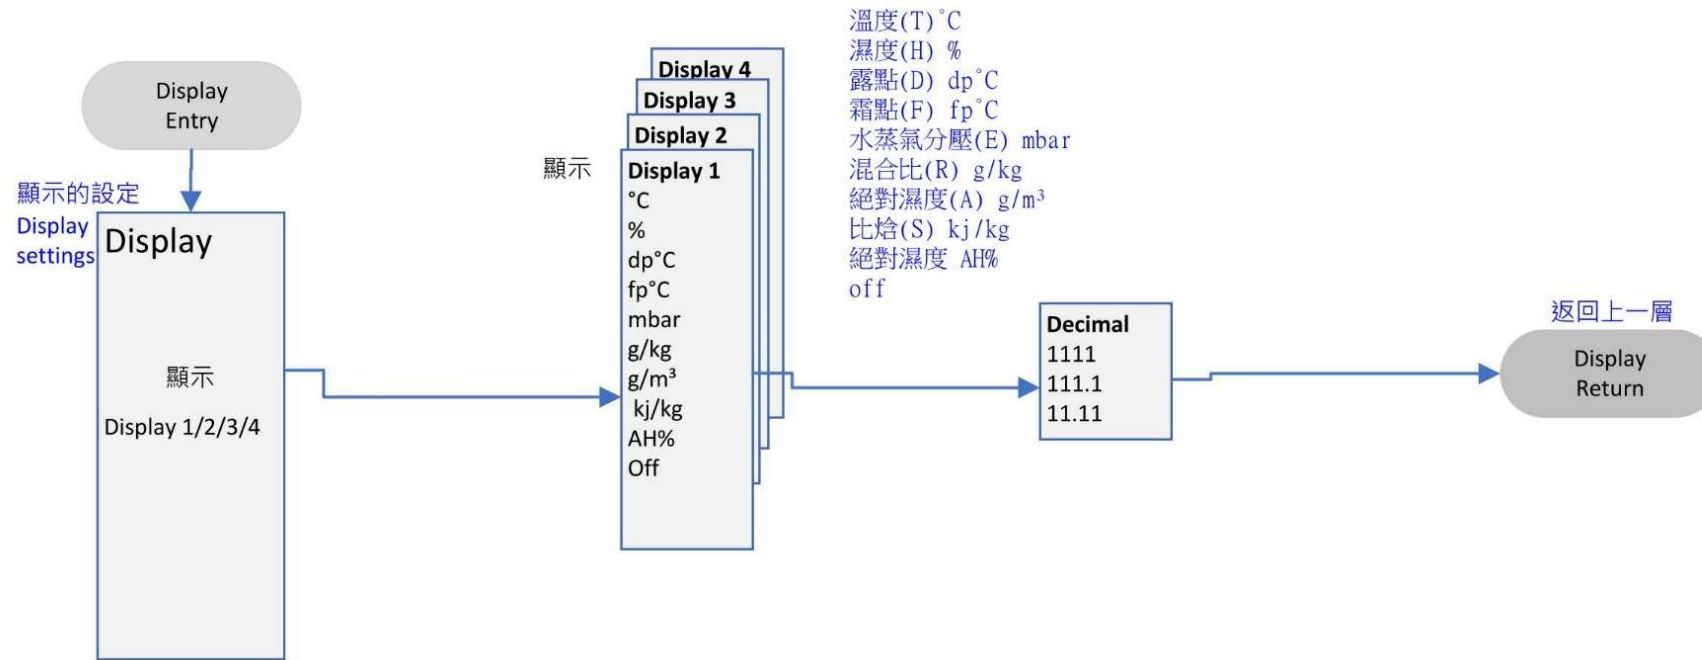 Display
Entry
顯示的設定
Display
settings
Display
顯示
Display 1/2/3/4
顯示
Display 4
Display 3
Display 2
Display 1
°C
%
dp°C
fp°C
mbar
g/kg
g/m³
kj/kg
AH%
Off
溫度(T)°C
濕度(H) %
露點(D) dp°C
霜點(F) fp°C
水蒸氣分壓(E) mbar
混合比(R) g/kg
絕對濕度(A) g/m³
比焓(S) kj/kg
絕對濕度 AH%
off
Decimal
1111
111.1
11.11
返回上一層
Display
Return